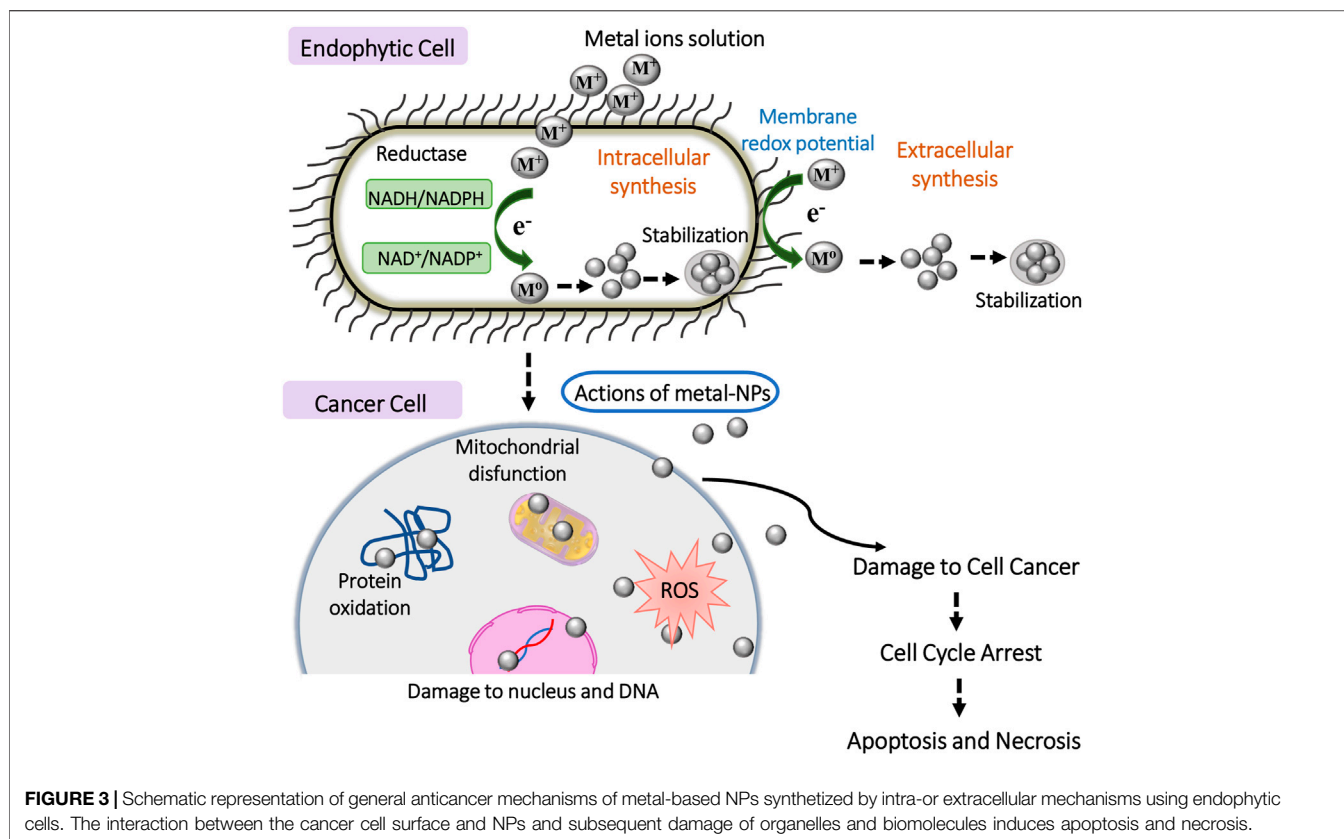 Endophytic Cell
Metal ions solution
M⁺
M⁺
M⁺
M⁺
M⁺
Reductase
NADH/NADPH
NAD⁺/NADP⁺
e⁻
M⁰
Intracellular
synthesis
Stabilization
Membrane
redox potential
M⁺
e⁻
M⁰
Extracellular
synthesis
Stabilization
Cancer Cell
Actions of metal-NPs
Mitochondrial
disfunction
Protein
oxidation
ROS
Damage to nucleus and DNA
Damage to Cell Cancer
Cell Cycle Arrest
Apoptosis and Necrosis
FIGURE 3 | Schematic representation of general anticancer mechanisms of metal-based NPs synthetized by intra-or extracellular mechanisms using endophytic
cells. The interaction between the cancer cell surface and NPs and subsequent damage of organelles and biomolecules induces apoptosis and necrosis.